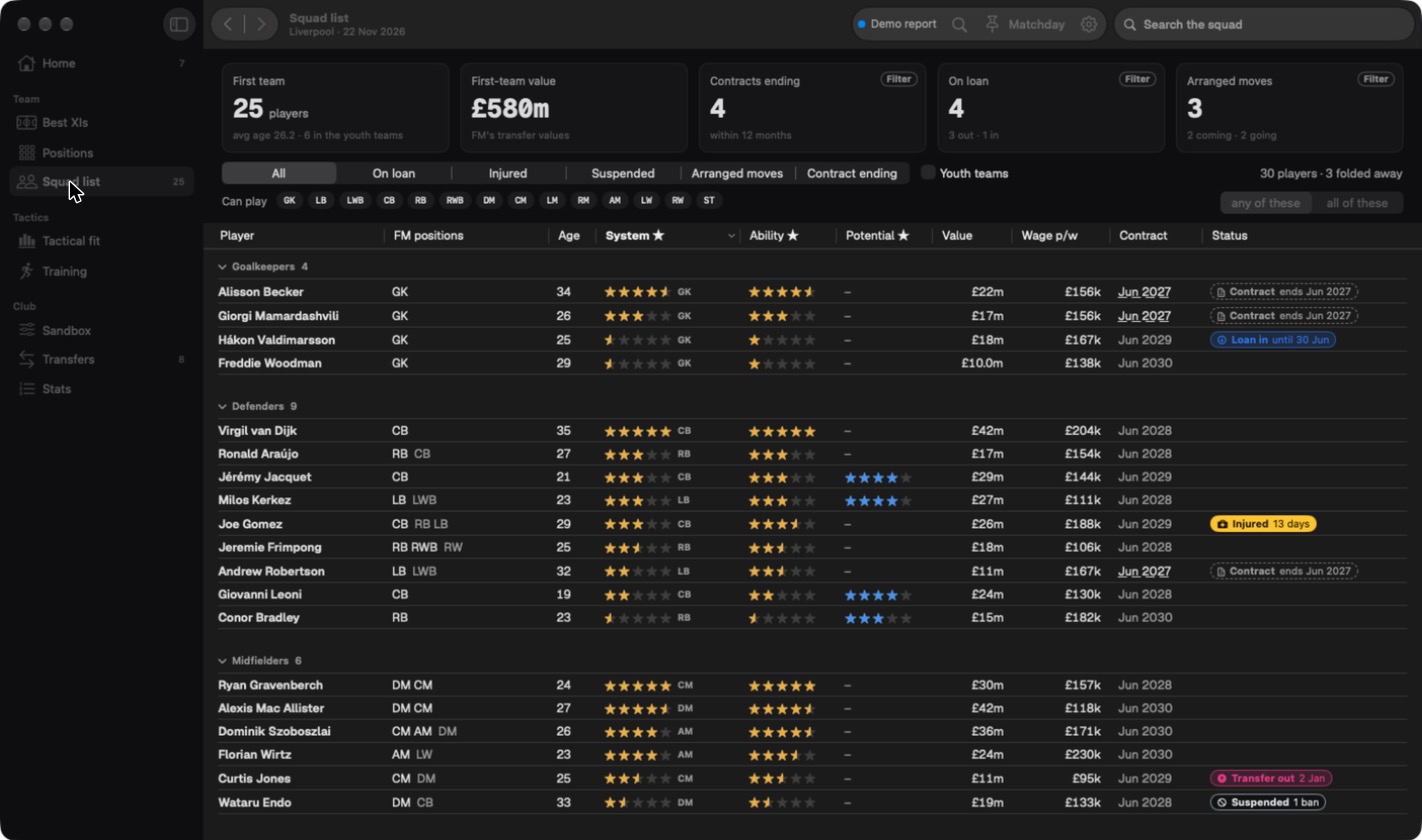 Squad list
Liverpool · 22 Nov 2026
Demo report
Matchday
Search the squad
Home 7
Team
Best XIs
Positions
Squad list 25
Tactics
Tactical fit
Training
Club
Sandbox
Transfers 8
Stats
First team
25 players
avg age 26.2 · 6 in the youth teams
First-team value
£580m
FM's transfer values
Contracts ending Filter
4
within 12 months
On loan Filter
4
3 out · 1 in
Arranged moves Filter
3
2 coming · 2 going
All On loan Injured Suspended Arranged moves Contract ending Youth teams 30 players · 3 folded away
Can play GK LB LWB CB RB RWB DM CM LM RM AM LW RW ST any of these all of these
Player FM positions Age System ★ Ability ★ Potential ★ Value Wage p/w Contract Status
Goalkeepers 4
Alisson Becker GK 34 GK – £22m £156k Jun 2027 Contract ends Jun 2027
Giorgi Mamardashvili GK 26 GK – £17m £156k Jun 2027 Contract ends Jun 2027
Hákon Valdimarsson GK 25 GK – £18m £167k Jun 2029 Loan in until 30 Jun
Freddie Woodman GK 29 GK – £10.0m £138k Jun 2030
Defenders 9
Virgil van Dijk CB 35 CB – £42m £204k Jun 2028
Ronald Araújo RB CB 27 RB – £17m £154k Jun 2028
Jérémy Jacquet CB 21 CB £29m £144k Jun 2029
Milos Kerkez LB LWB 23 LB £27m £111k Jun 2028
Joe Gomez CB RB LB 29 CB – £26m £188k Jun 2029 Injured 13 days
Jeremie Frimpong RB RWB RW 25 RB – £18m £106k Jun 2028
Andrew Robertson LB LWB 32 LB – £11m £167k Jun 2027 Contract ends Jun 2027
Giovanni Leoni CB 19 CB £24m £130k Jun 2028
Conor Bradley RB 23 RB £15m £182k Jun 2030
Midfielders 6
Ryan Gravenberch DM CM 24 CM – £30m £157k Jun 2028
Alexis Mac Allister DM CM 27 DM – £42m £118k Jun 2030
Dominik Szoboszlai CM AM DM 26 AM – £36m £171k Jun 2030
Florian Wirtz AM LW 23 AM – £24m £230k Jun 2030
Curtis Jones CM DM 25 CM – £11m £95k Jun 2029 Transfer out 2 Jan
Wataru Endo DM CB 33 DM – £19m £133k Jun 2028 Suspended 1 ban